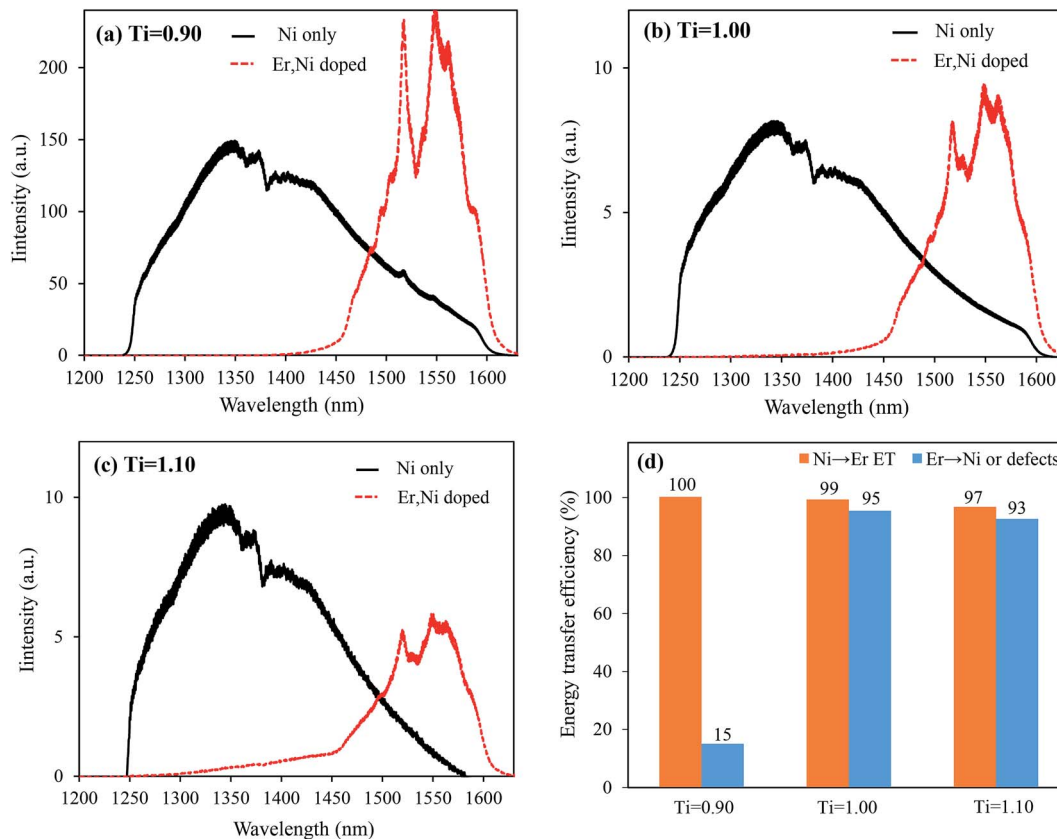 (a) Ti=0.90
Ni only
Er,Ni doped
200
150
100
50
0
Iintensity (a.u.)
1200 1250 1300 1350 1400 1450 1500 1550 1600
Wavelength (nm)
(b) Ti=1.00
Ni only
Er,Ni doped
10
5
0
Iintensity (a.u.)
1200 1250 1300 1350 1400 1450 1500 1550 1600
Wavelength (nm)
(c) Ti=1.10
Ni only
Er,Ni doped
10
5
0
Iintensity (a.u.)
1200 1250 1300 1350 1400 1450 1500 1550 1600
Wavelength (nm)
(d)
Ni→Er ET Er→Ni or defects
100
80
60
40
20
0
Energy transfer efficiency (%)
100 15 99 95 97 93
Ti=0.90 Ti=1.00 Ti=1.10